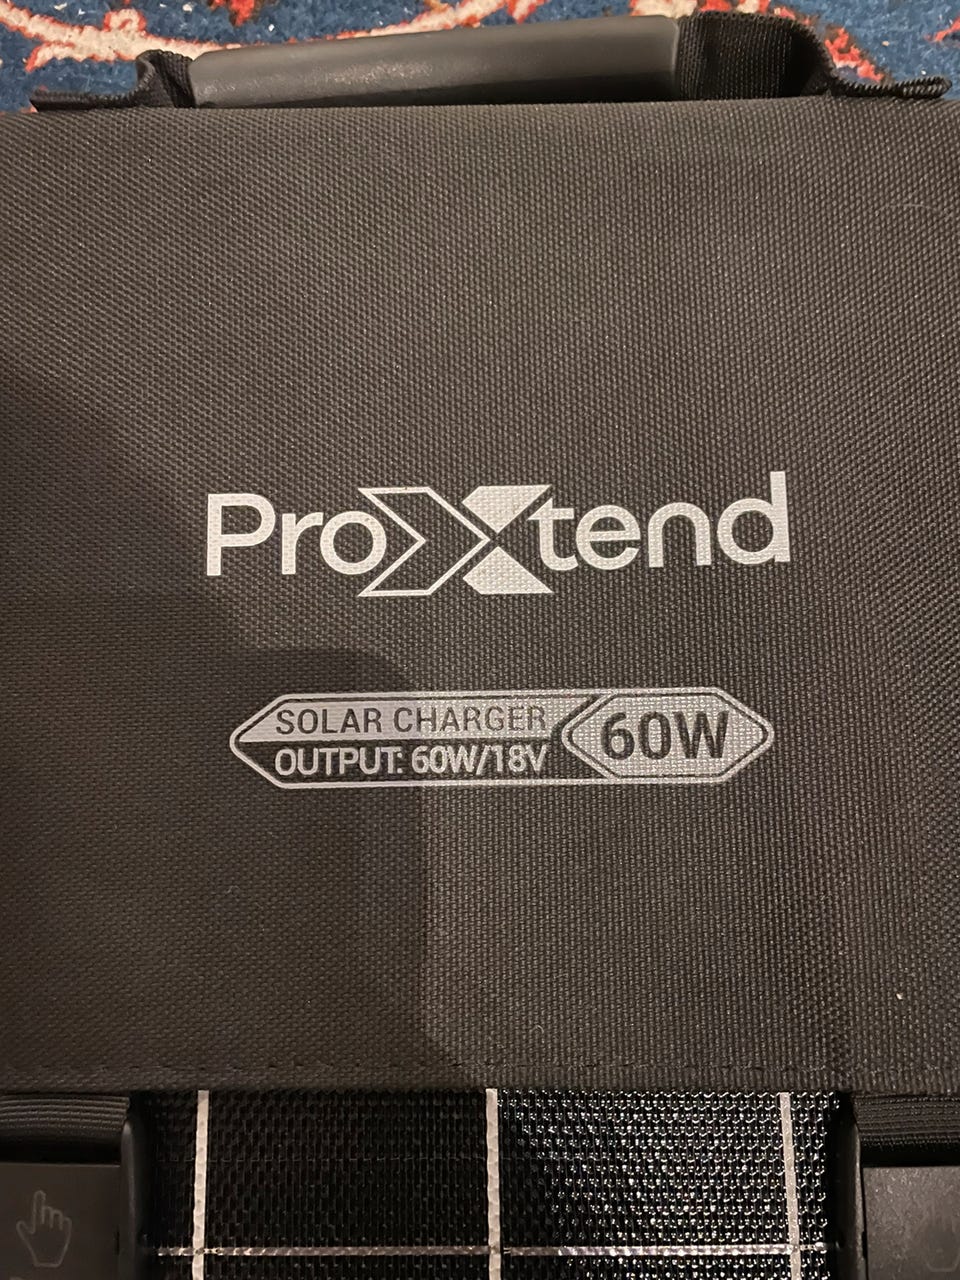 ProXtend
SOLAR CHARGER
OUTPUT: 60W/18V
60W